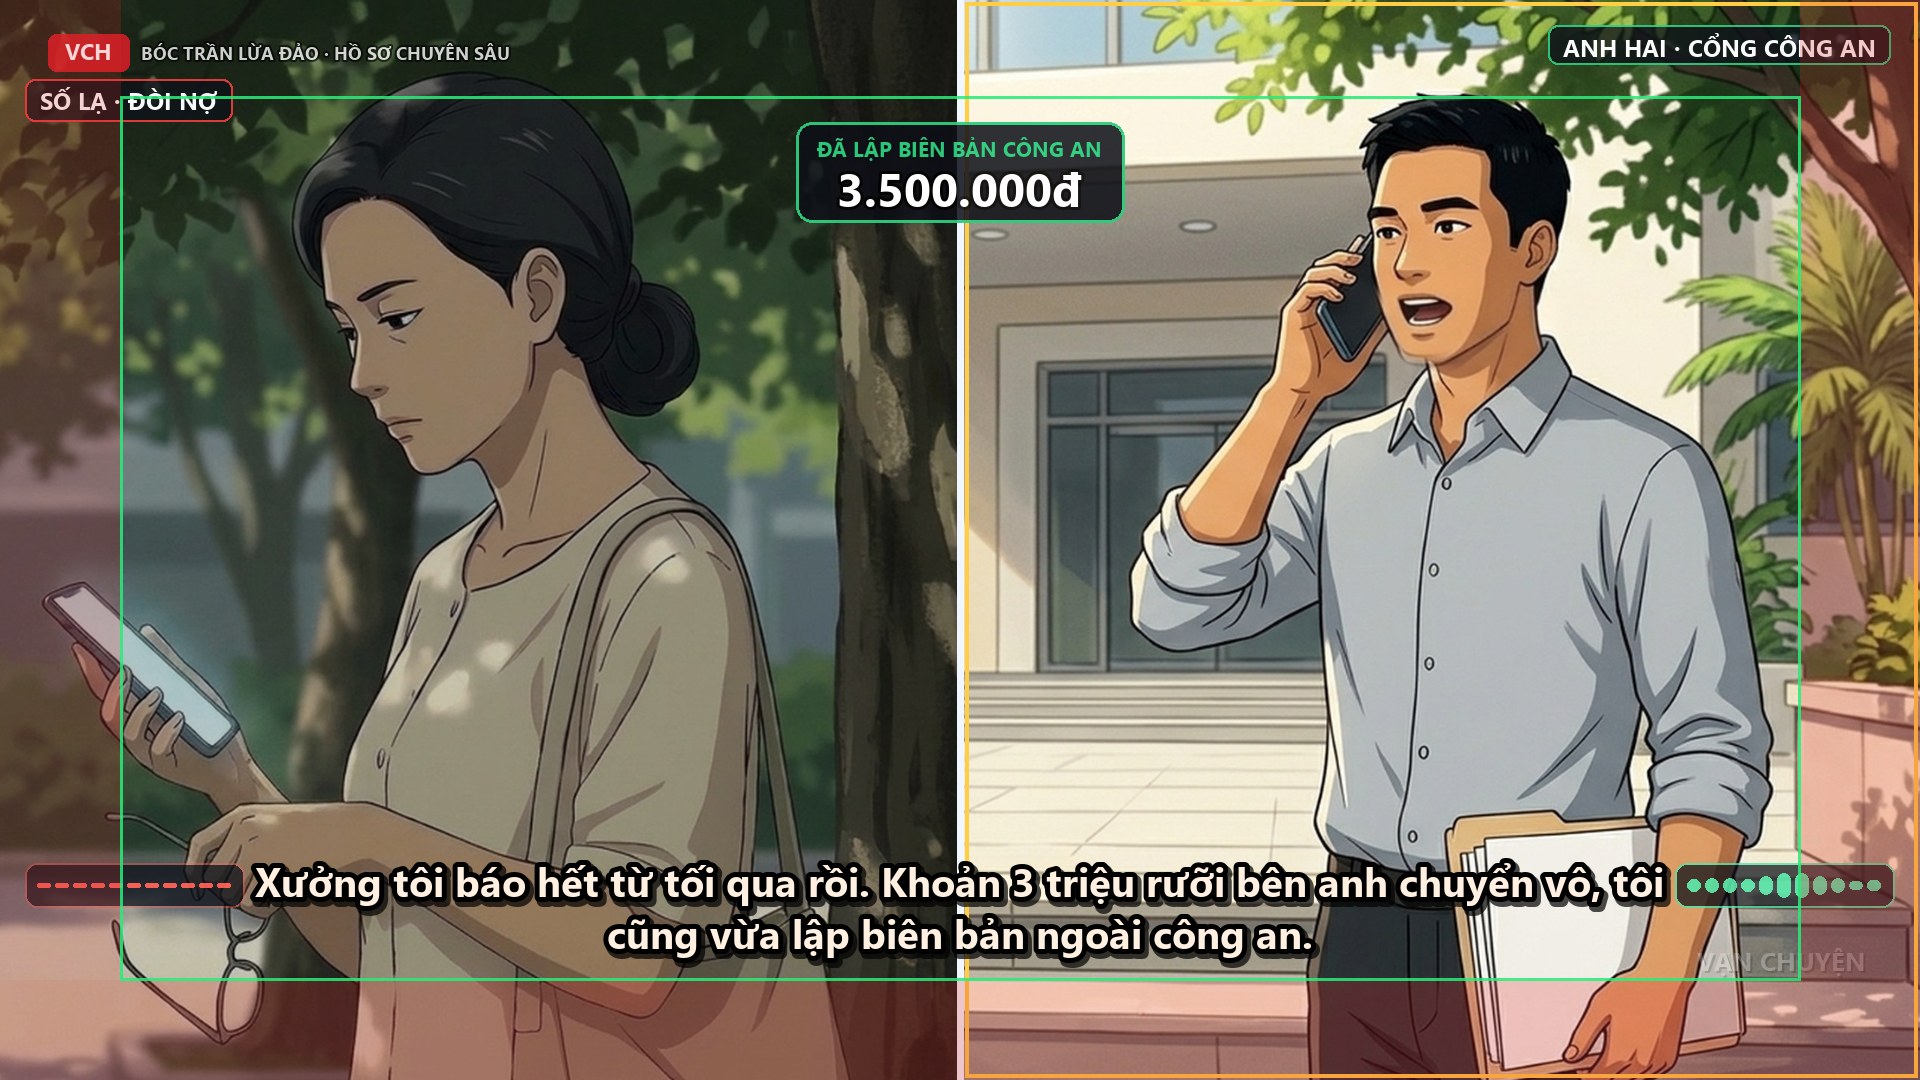 VCH BÓC TRẦN LỪA ĐẢO · HỒ SƠ CHUYÊN SÂU
ANH HAI · CỔNG CÔNG AN
SỐ LẠ · ĐÒI NỢ
ĐÃ LẬP BIÊN BẢN CÔNG AN
3.500.000đ
Xưởng tôi báo hết từ tối qua rồi. Khoản 3 triệu rưỡi bên anh chuyển vô, tôi
cũng vừa lập biên bản ngoài công an.
VẠN CHUYỆN